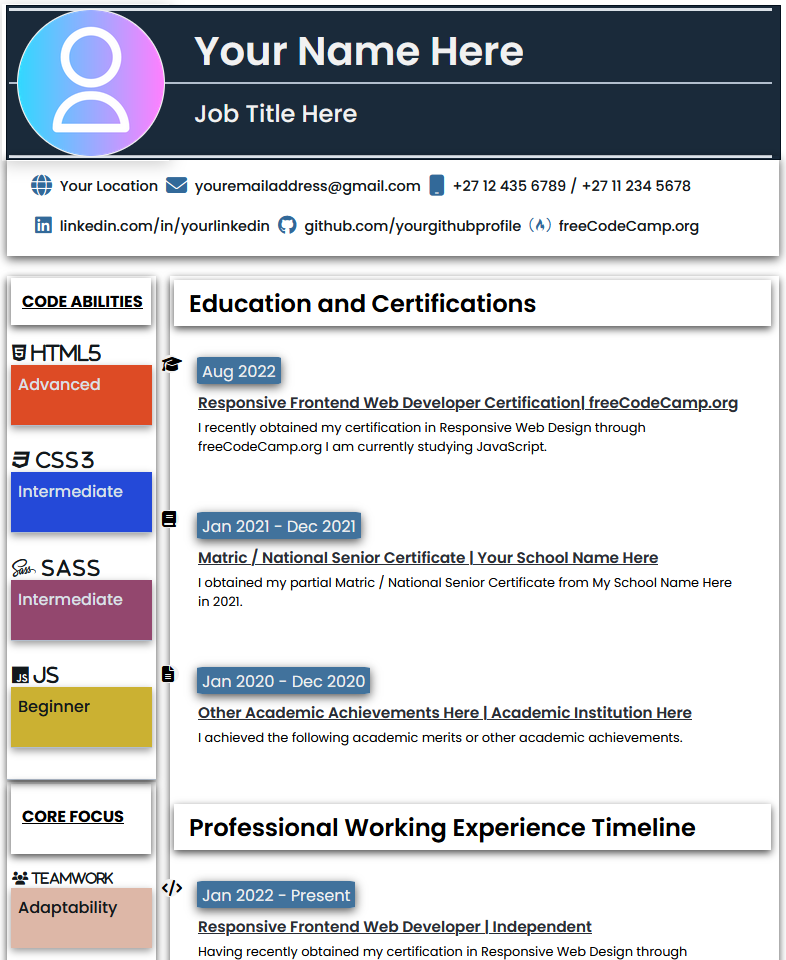 Your Name Here
Job Title Here
Your Location youremailaddress@gmail.com +27 12 435 6789 / +27 11 234 5678
linkedin.com/in/yourlinkedin github.com/yourgithubprofile freeCodeCamp.org
CODE ABILITIES
HTML5
Advanced
CSS3
Intermediate
Sass SASS
Intermediate
JS JS
Beginner
CORE FOCUS
TEAMWORK
Adaptability
Education and Certifications
Aug 2022
Responsive Frontend Web Developer Certification| freeCodeCamp.org
I recently obtained my certification in Responsive Web Design through
freeCodeCamp.org I am currently studying JavaScript.
Jan 2021 - Dec 2021
Matric / National Senior Certificate | Your School Name Here
I obtained my partial Matric / National Senior Certificate from My School Name Here
in 2021.
Jan 2020 - Dec 2020
Other Academic Achievements Here | Academic Institution Here
I achieved the following academic merits or other academic achievements.
Professional Working Experience Timeline
Jan 2022 - Present
Responsive Frontend Web Developer | Independent
Having recently obtained my certification in Responsive Web Design through